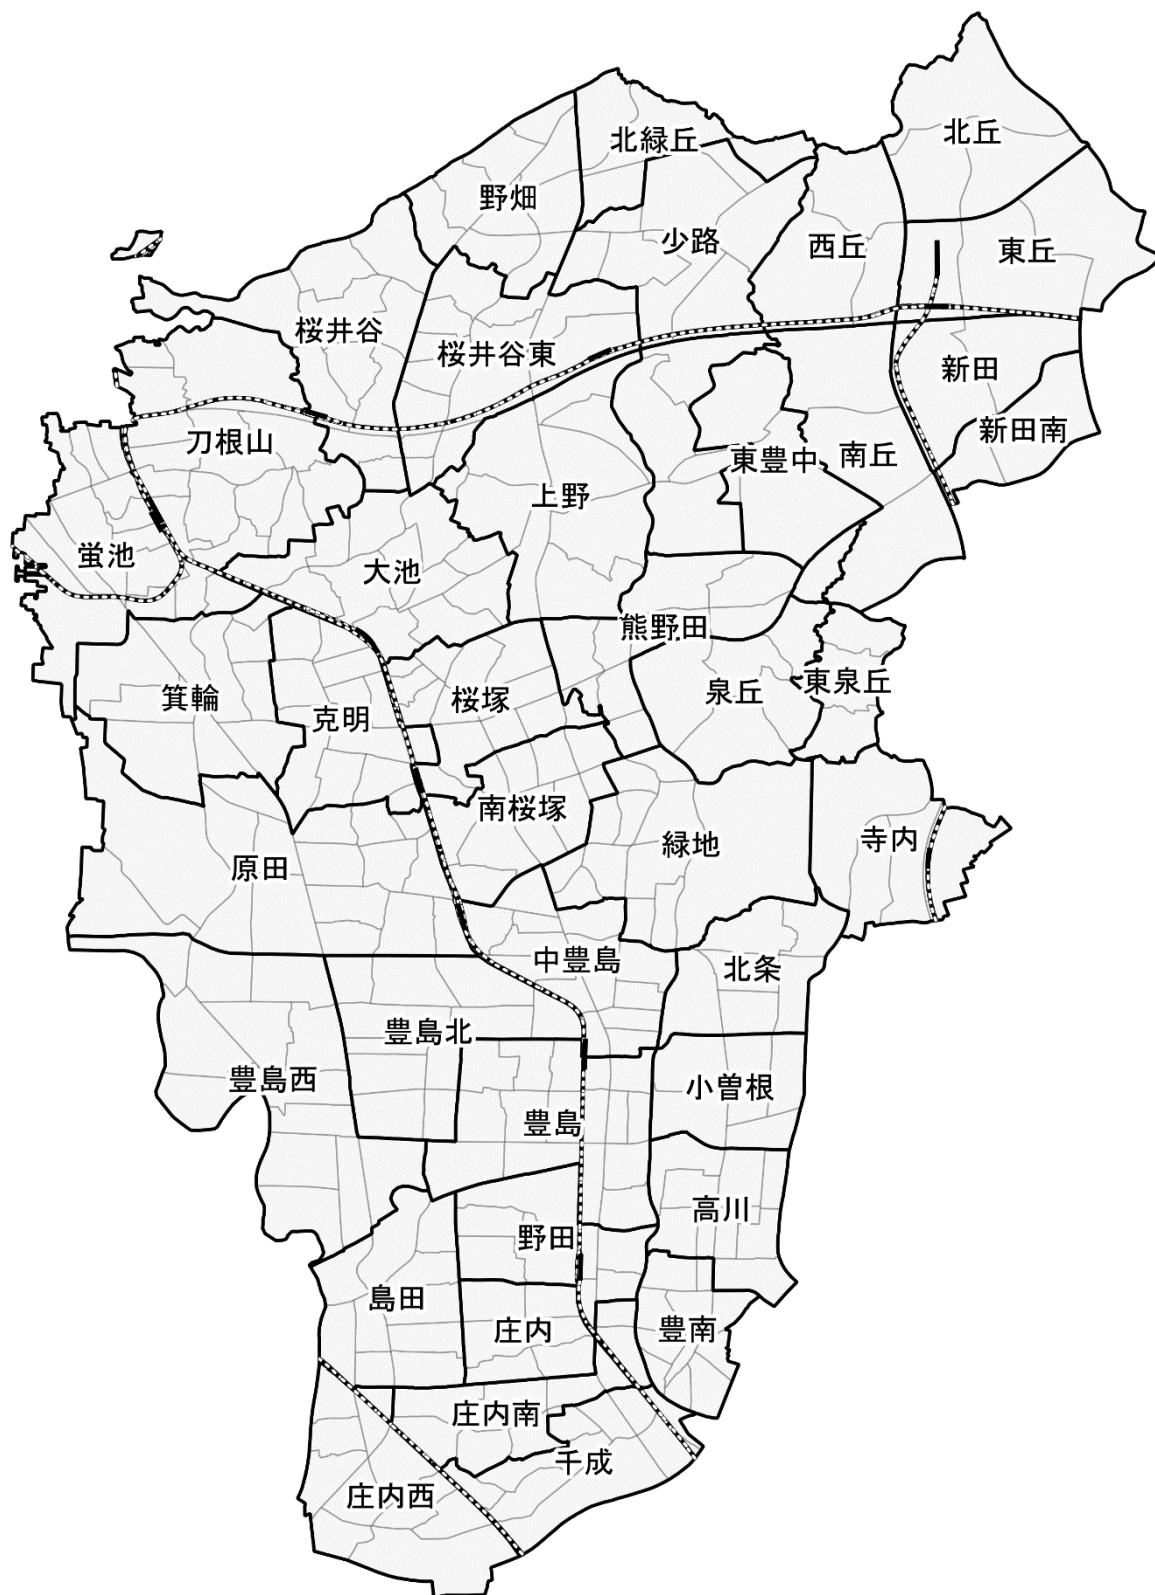 北丘
北緑丘
野畑
少路
西丘
東丘
桜井谷
桜井谷東
新田
新田南
刀根山
東豊中
南丘
上野
蛍池
大池
熊野田
箕輪
克明
桜塚
泉丘
東泉丘
南桜塚
緑地
寺内
原田
中豊島
北条
豊島北
豊島西
小曽根
豊島
高川
野田
島田
庄内
豊南
庄内南
千成
庄内西